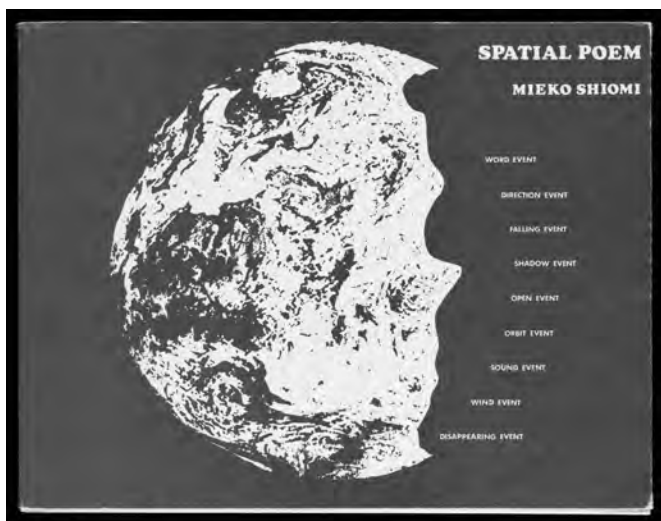 SPATIAL POEM
MIEKO SHIOMI
WORD EVENT
DIRECTION EVENT
FALLING EVENT
SHADOW EVENT
OPEN EVENT
ORBIT EVENT
SOUND EVENT
WIND EVENT
DISAPPEARING EVENT